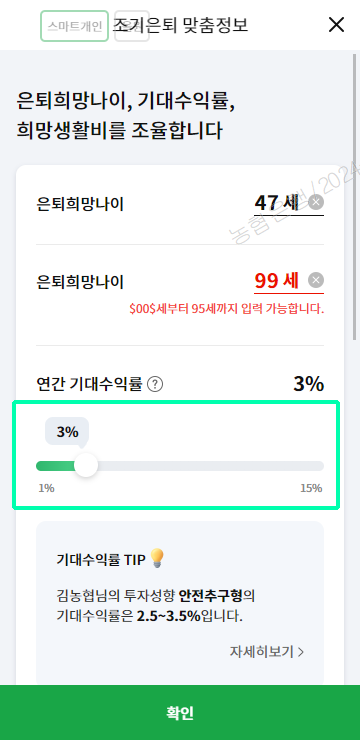 스마트개인
조기은퇴 맞춤정보
은퇴희망나이, 기대수익률,
희망생활비를 조율합니다
은퇴희망나이
47 세
농협은행 / 2024
은퇴희망나이
99 세
$00$세부터 95세까지 입력 가능합니다.
연간 기대수익률 ?
3%
3%
1%
15%
기대수익률 TIP
김농협님의 투자성향 안전추구형의
기대수익률은 2.5~3.5%입니다.
자세히보기 >
확인